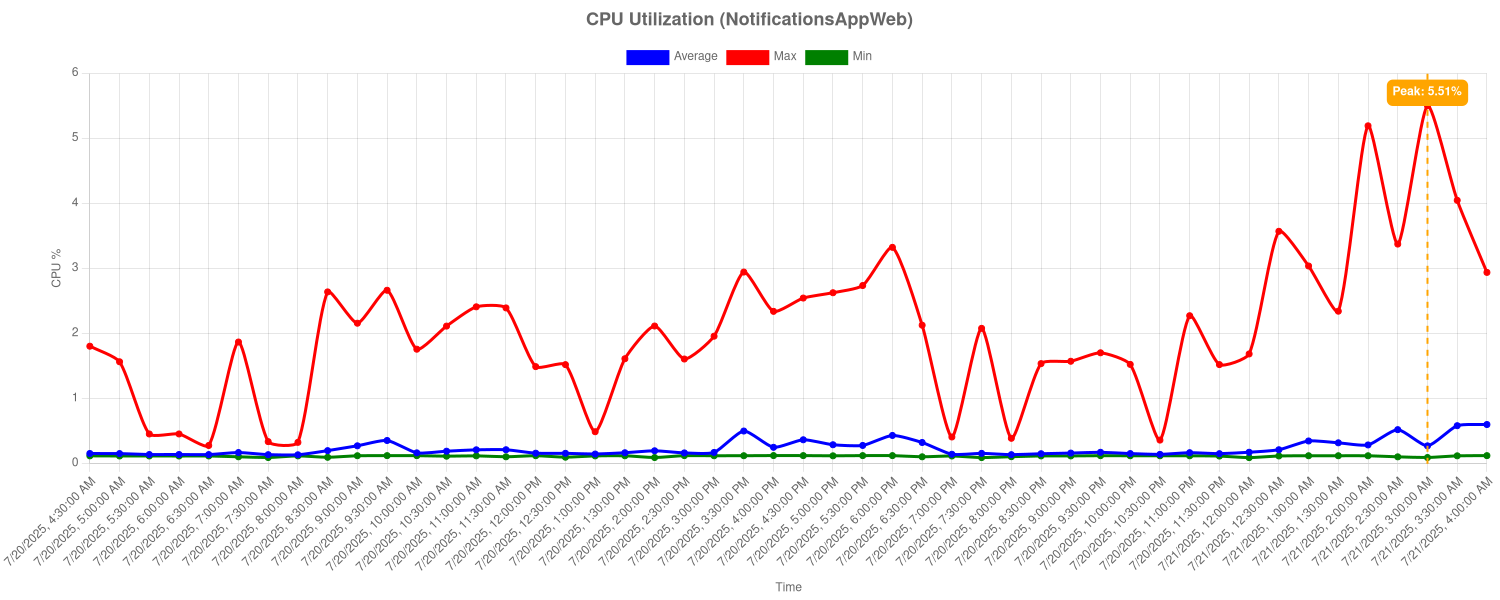 CPU Utilization (NotificationsAppWeb)
Average Max Min
6
Peak: 5.51%
5
4
3
CPU %
2
1
0
7/20/2025, 4:30:00 AM
7/20/2025, 5:00:00 AM
7/20/2025, 5:30:00 AM
7/20/2025, 6:00:00 AM
7/20/2025, 6:30:00 AM
7/20/2025, 7:00:00 AM
7/20/2025, 7:30:00 AM
7/20/2025, 8:00:00 AM
7/20/2025, 8:30:00 AM
7/20/2025, 9:00:00 AM
7/20/2025, 9:30:00 AM
7/20/2025, 10:00:00 AM
7/20/2025, 10:30:00 AM
7/20/2025, 11:00:00 AM
7/20/2025, 11:30:00 AM
7/20/2025, 12:00:00 PM
7/20/2025, 12:30:00 PM
7/20/2025, 1:00:00 PM
7/20/2025, 1:30:00 PM
7/20/2025, 2:00:00 PM
7/20/2025, 2:30:00 PM
7/20/2025, 3:00:00 PM
7/20/2025, 3:30:00 PM
7/20/2025, 4:00:00 PM
7/20/2025, 4:30:00 PM
7/20/2025, 5:00:00 PM
7/20/2025, 5:30:00 PM
7/20/2025, 6:00:00 PM
7/20/2025, 6:30:00 PM
7/20/2025, 7:00:00 PM
7/20/2025, 7:30:00 PM
7/20/2025, 8:00:00 PM
7/20/2025, 8:30:00 PM
7/20/2025, 9:00:00 PM
7/20/2025, 9:30:00 PM
7/20/2025, 10:00:00 PM
7/20/2025, 10:30:00 PM
7/20/2025, 11:00:00 PM
7/20/2025, 11:30:00 PM
7/21/2025, 12:00:00 AM
7/21/2025, 12:30:00 AM
7/21/2025, 1:00:00 AM
7/21/2025, 1:30:00 AM
7/21/2025, 2:00:00 AM
7/21/2025, 2:30:00 AM
7/21/2025, 3:00:00 AM
7/21/2025, 3:30:00 AM
7/21/2025, 4:00:00 AM
Time